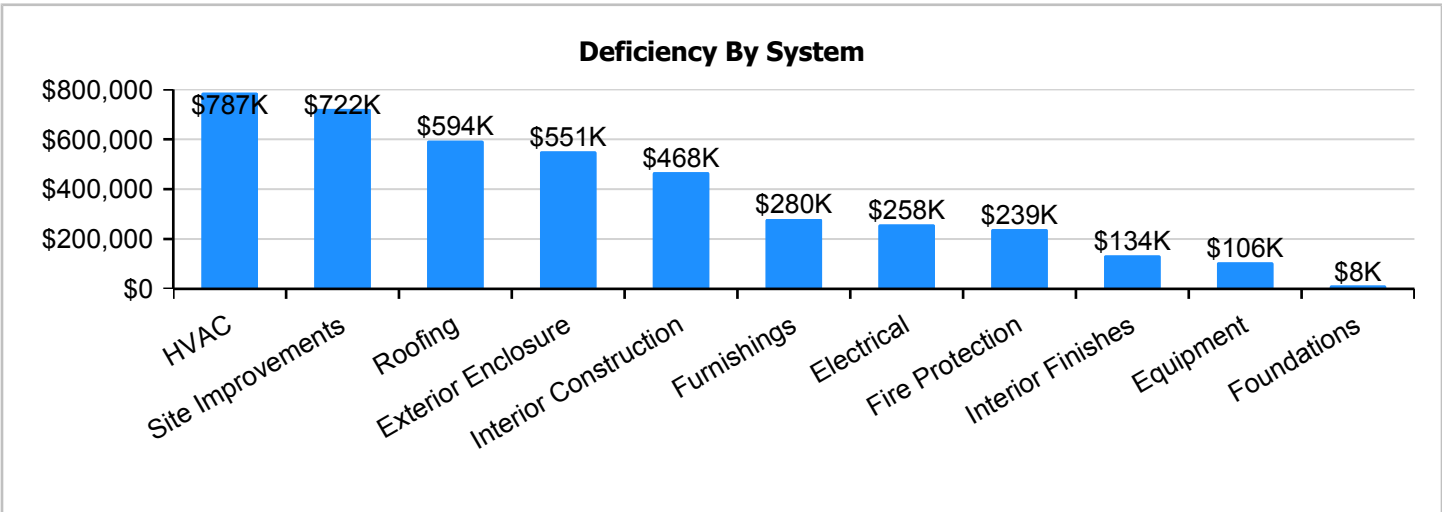 Deficiency By System
$800,000
$600,000
$400,000
$200,000
$0
$787K
$722K
$594K
$551K
$468K
$280K
$258K
$239K
$134K
$106K
$8K
HVAC
Site Improvements
Roofing
Exterior Enclosure
Interior Construction
Furnishings
Electrical
Fire Protection
Interior Finishes
Equipment
Foundations